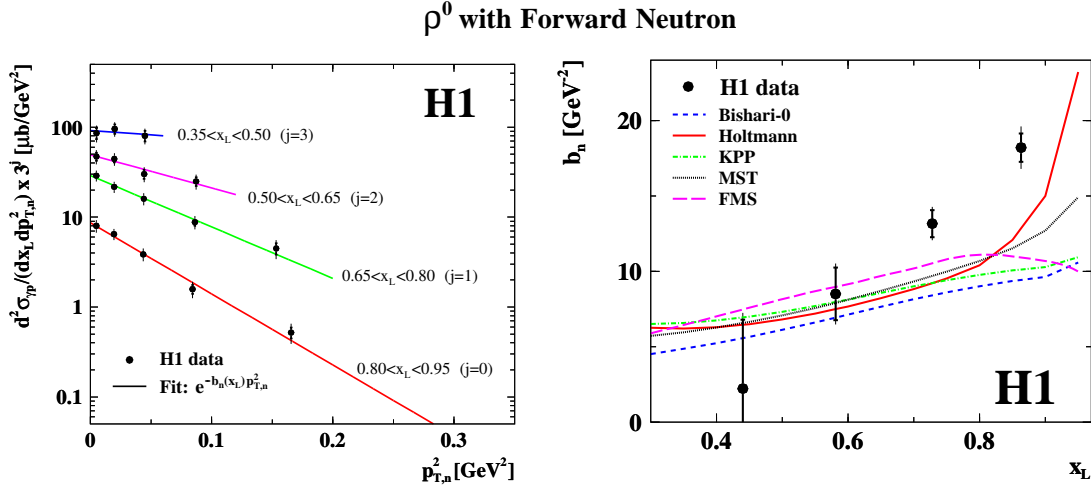 ρ⁰ with Forward Neutron
d²σ_γp/(dx_L dp²_T,n) x 3^j [μb/GeV²]
H1
100
10
1
0.1
0.35<x_L<0.50 (j=3)
0.50<x_L<0.65 (j=2)
0.65<x_L<0.80 (j=1)
0.80<x_L<0.95 (j=0)
H1 data
Fit: e^-b_n(x_L)p²_T,n
0
0.1
0.2
0.3
p²_T,n[GeV²]
b_n [GeV⁻²]
20
10
0
H1 data
Bishari-0
Holtmann
KPP
MST
FMS
H1
0.4
0.6
0.8
x_L